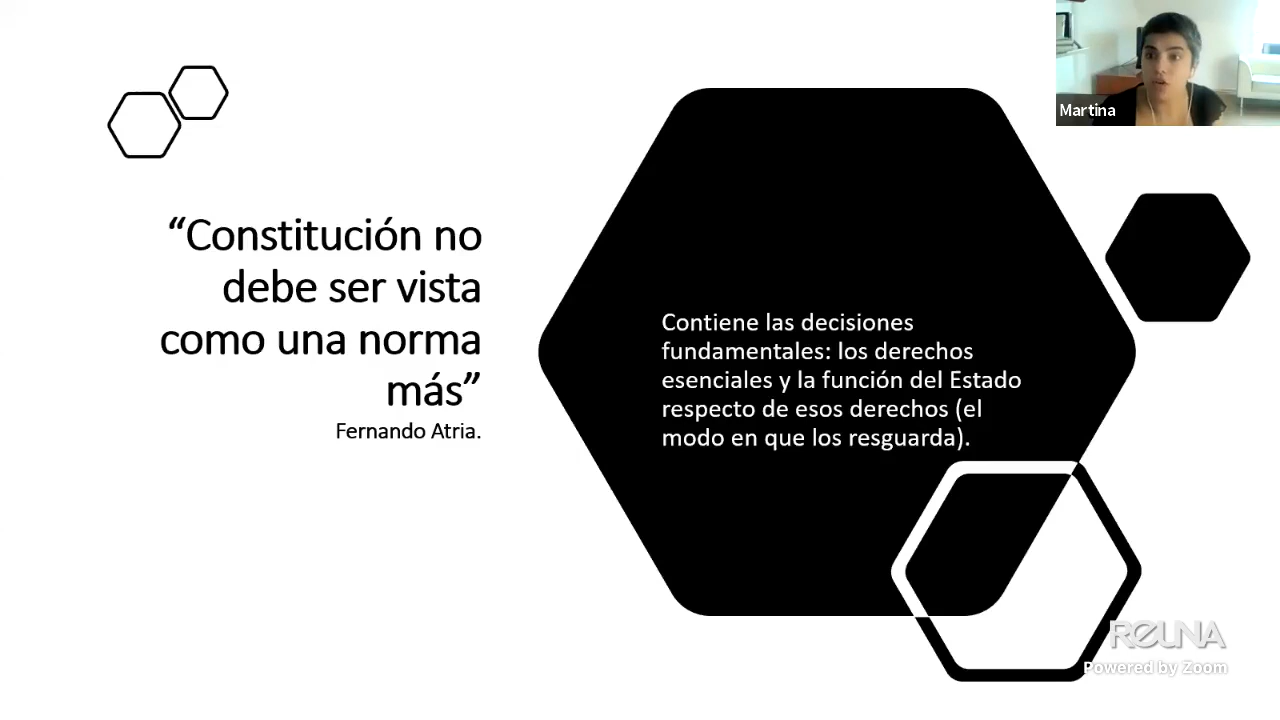 “Constitución no
debe ser vista
como una norma
más”
Fernando Atria.
Contiene las decisiones
fundamentales: los derechos
esenciales y la función del Estado
respecto de esos derechos (el
modo en que los resguarda).
Martina
REUNA
Powered by Zoom